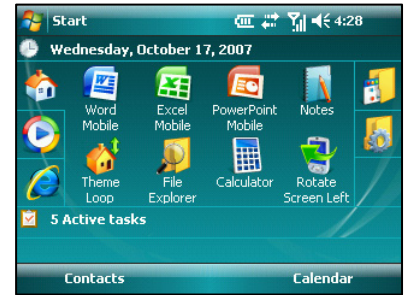 Start 4:28
Wednesday, October 17, 2007
Word Mobile
Excel Mobile
PowerPoint Mobile
Notes
Theme Loop
File Explorer
Calculator
Rotate Screen Left
5 Active tasks
Contacts Calendar